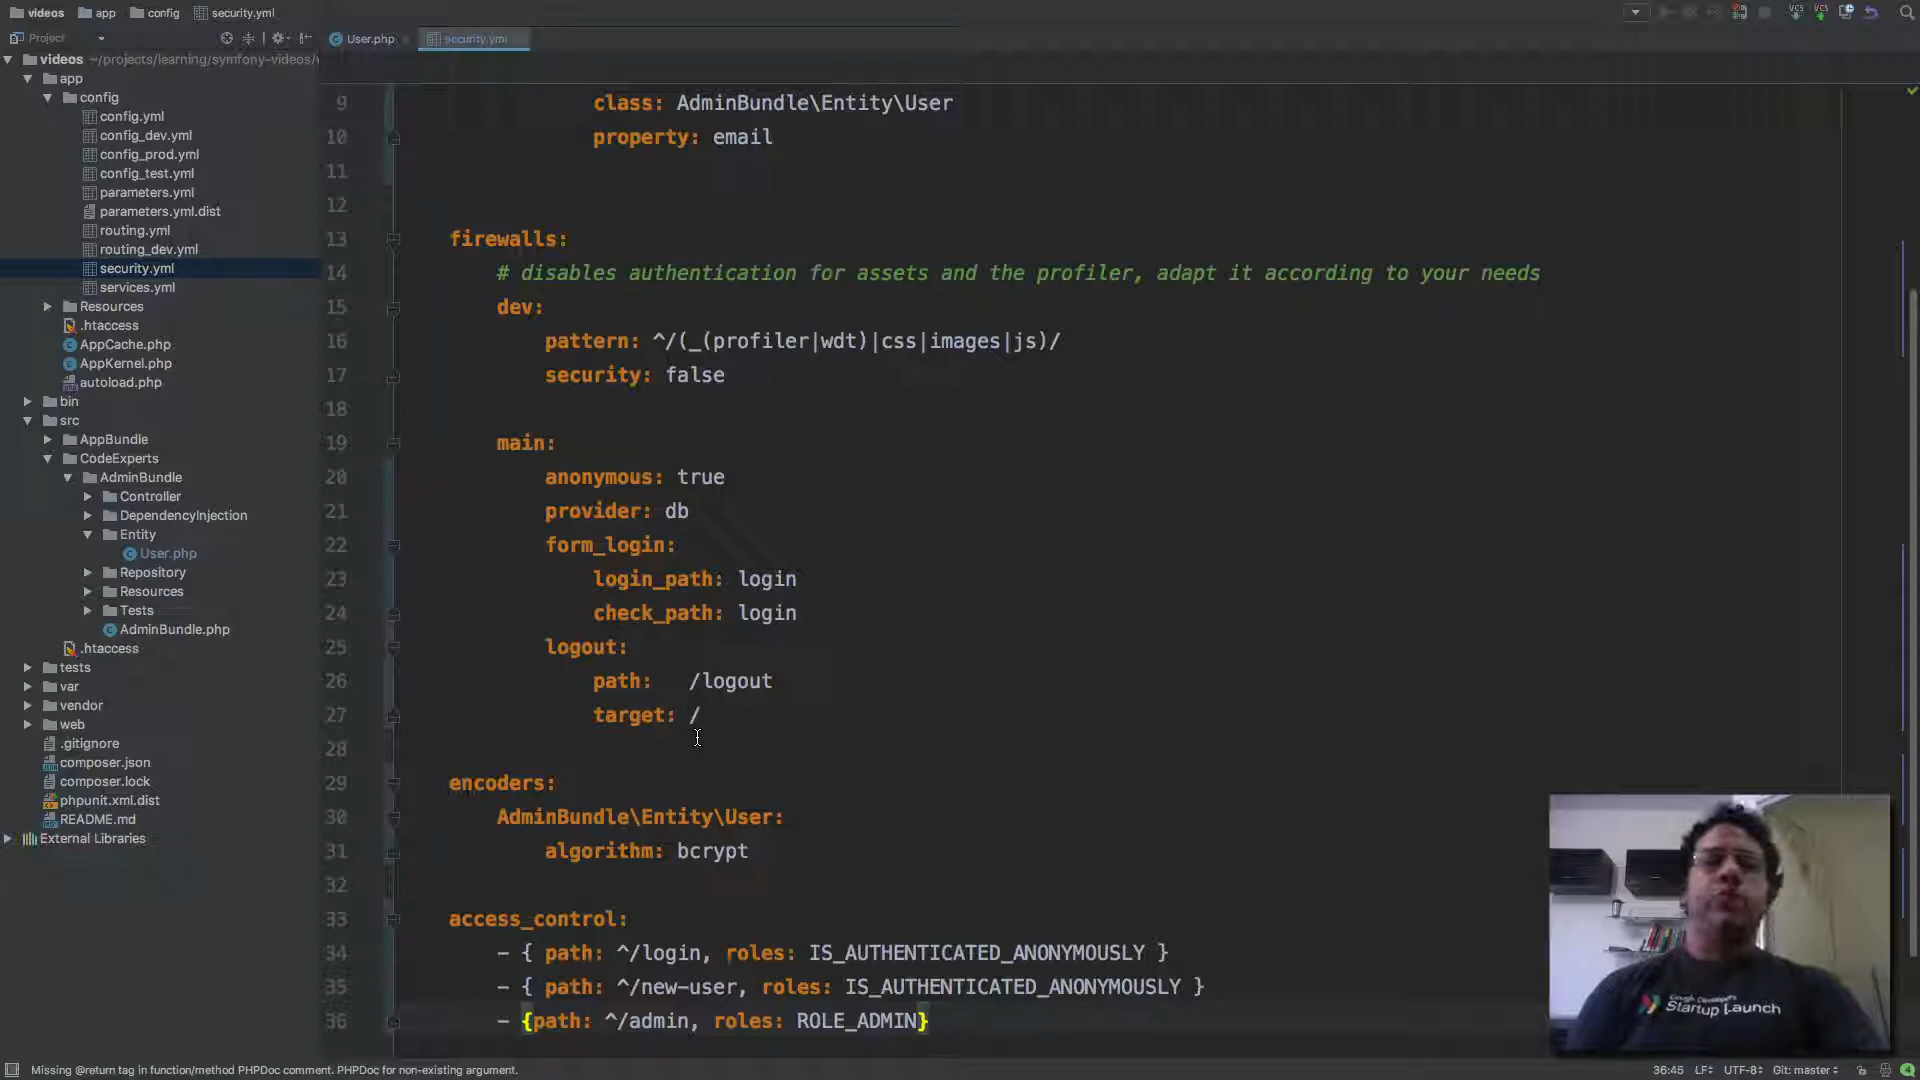 videos app config security.yml
Project
User.php
security.yml
videos ~/projects/learning/symfony-videos/
app
config
config.yml
config_dev.yml
config_prod.yml
config_test.yml
parameters.yml
parameters.yml.dist
routing.yml
routing_dev.yml
security.yml
services.yml
Resources
.htaccess
AppCache.php
AppKernel.php
autoload.php
bin
src
AppBundle
CodeExperts
AdminBundle
Controller
DependencyInjection
Entity
User.php
Repository
Resources
Tests
AdminBundle.php
.htaccess
tests
var
vendor
web
.gitignore
composer.json
composer.lock
phpunit.xml.dist
README.md
External Libraries
9 class: AdminBundle\Entity\User
10 property: email
11
12
13 firewalls:
14 # disables authentication for assets and the profiler, adapt it according to your needs
15 dev:
16 pattern: ^/(_(profiler|wdt)|css|images|js)/
17 security: false
18
19 main:
20 anonymous: true
21 provider: db
22 form_login:
23 login_path: login
24 check_path: login
25 logout:
26 path: /logout
27 target: /
28
29 encoders:
30 AdminBundle\Entity\User:
31 algorithm: bcrypt
32
33 access_control:
34 - { path: ^/login, roles: IS_AUTHENTICATED_ANONYMOUSLY }
35 - { path: ^/new-user, roles: IS_AUTHENTICATED_ANONYMOUSLY }
36 - {path: ^/admin, roles: ROLE_ADMIN}
VCS VCS
Google Developers
Startup Launch
Missing @return tag in function/method PHPDoc comment. PHPDoc for non-existing argument.
36:45 LF UTF-8 Git: master 4